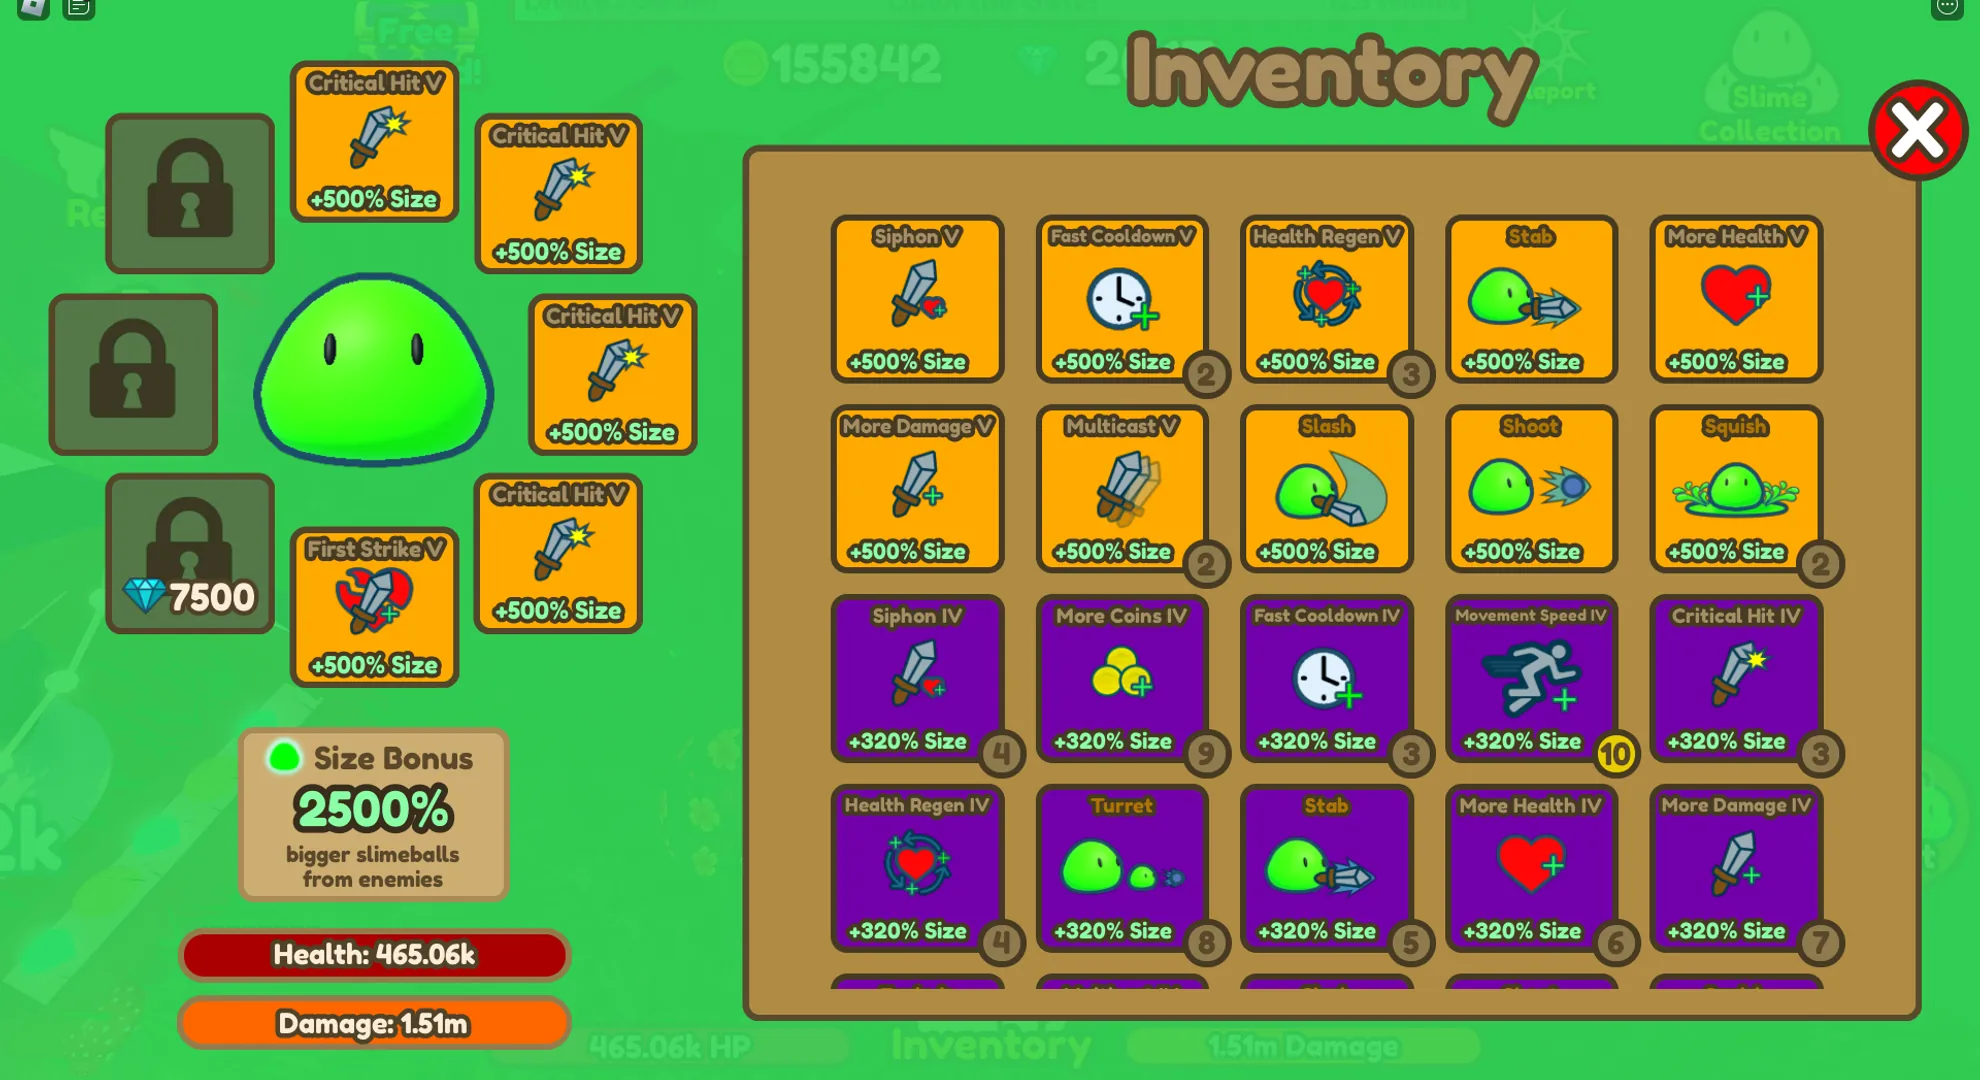 Free
155842
Inventory
Slime
Collection
Critical Hit V
+500% Size
Critical Hit V
+500% Size
Critical Hit V
+500% Size
Critical Hit V
+500% Size
First Strike V
+500% Size
7500
Size Bonus
2500%
bigger slimeballs
from enemies
Health: 465.06k
Damage: 1.51m
Siphon V
+500% Size
Fast Cooldown V
+500% Size
2
Health Regen V
+500% Size
3
Stab
+500% Size
More Health V
+500% Size
More Damage V
+500% Size
Multicast V
+500% Size
2
Slash
+500% Size
Shoot
+500% Size
Squish
+500% Size
2
Siphon IV
+320% Size
4
More Coins IV
+320% Size
9
Fast Cooldown IV
+320% Size
3
Movement Speed IV
+320% Size
10
Critical Hit IV
+320% Size
3
Health Regen IV
+320% Size
4
Turret
+320% Size
8
Stab
+320% Size
5
More Health IV
+320% Size
6
More Damage IV
+320% Size
7
465.06k HP
Inventory
1.51m Damage